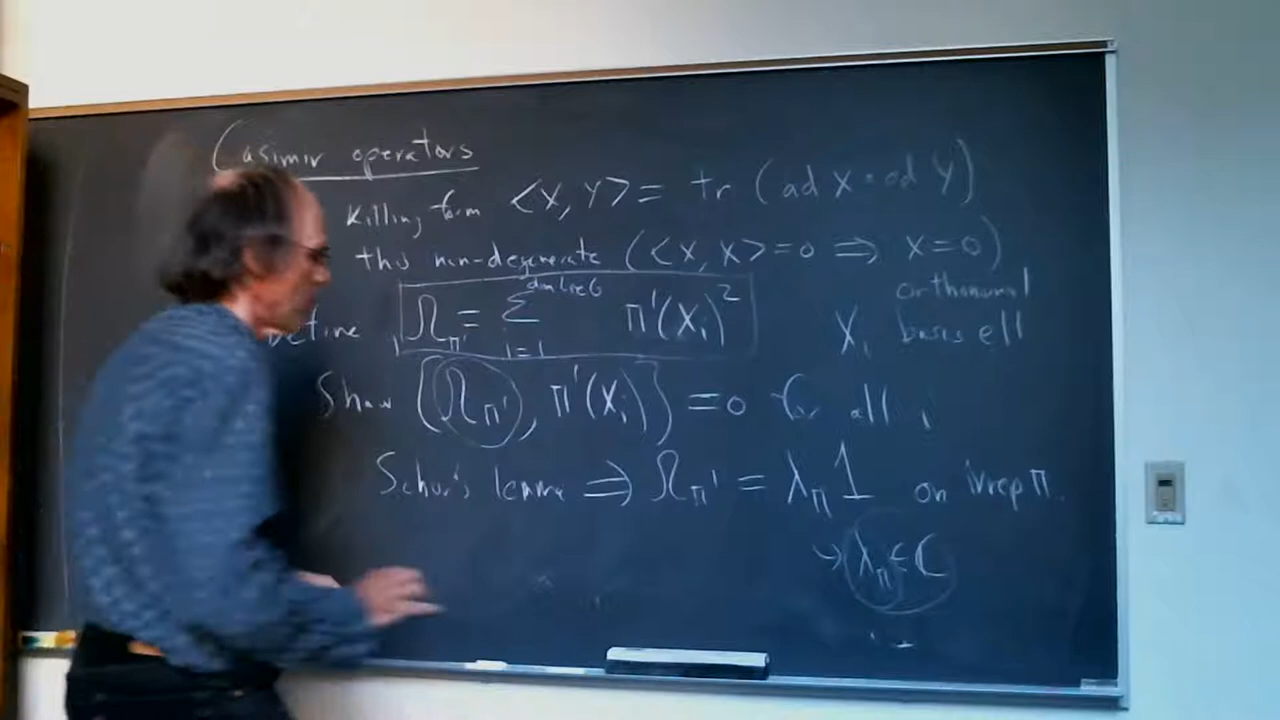 Casimir operators
Killing form <X, Y> = tr (ad X · ad Y)
this non-degenerate (<X, X> = 0 ⇒ X = 0)
Define Ω_π' = Σ_{i=1}^{dim Lie G} π'(X_i)^2 X_i orthonormal basis
Show [Ω_π', π'(X_i)] = 0 for all i
Schur's lemma ⇒ Ω_π' = λ_π 1 on irrep π.
→ λ_π ∈ ℂ